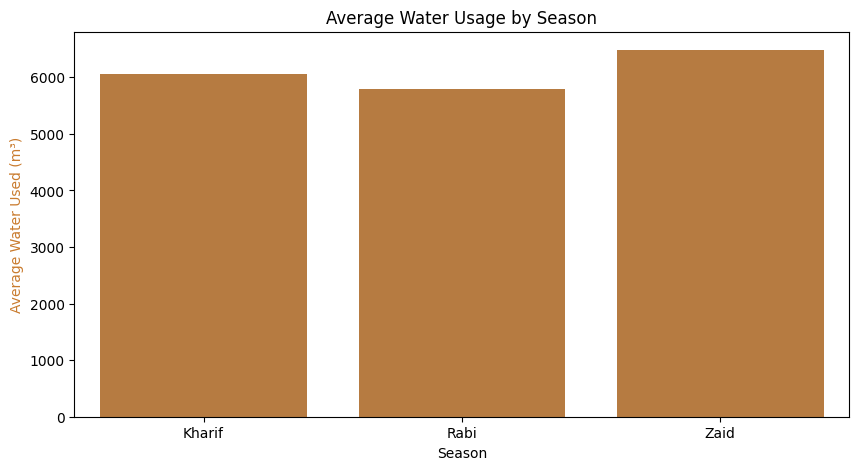 Average Water Usage by Season
Average Water Used (m³)
6000
5000
4000
3000
2000
1000
0
Kharif
Rabi
Zaid
Season